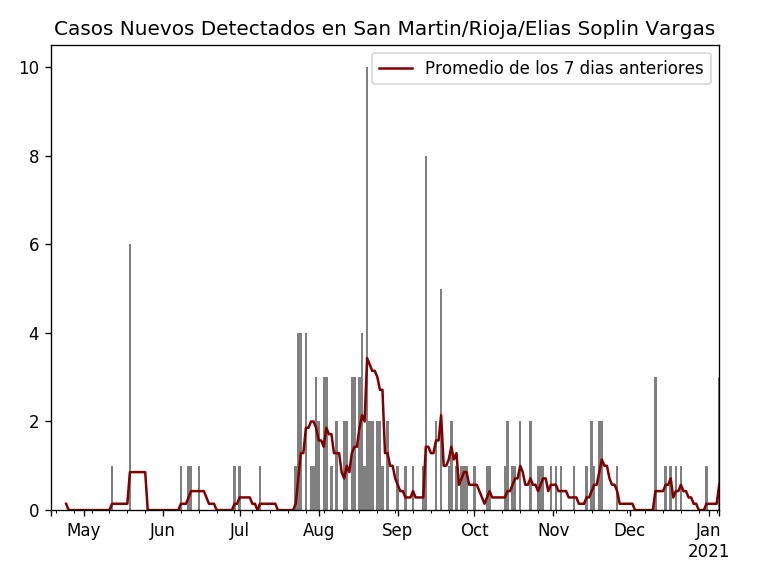 Casos Nuevos Detectados en San Martin/Rioja/Elias Soplin Vargas
Promedio de los 7 dias anteriores
10
8
6
4
2
0
May Jun Jul Aug Sep Oct Nov Dec Jan
2021